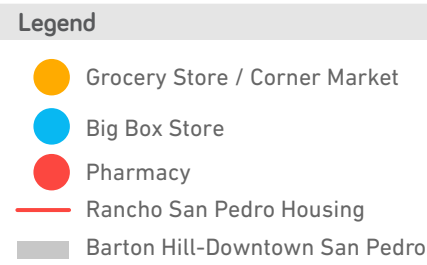 Legend
Grocery Store / Corner Market
Big Box Store
Pharmacy
Rancho San Pedro Housing
Barton Hill-Downtown San Pedro